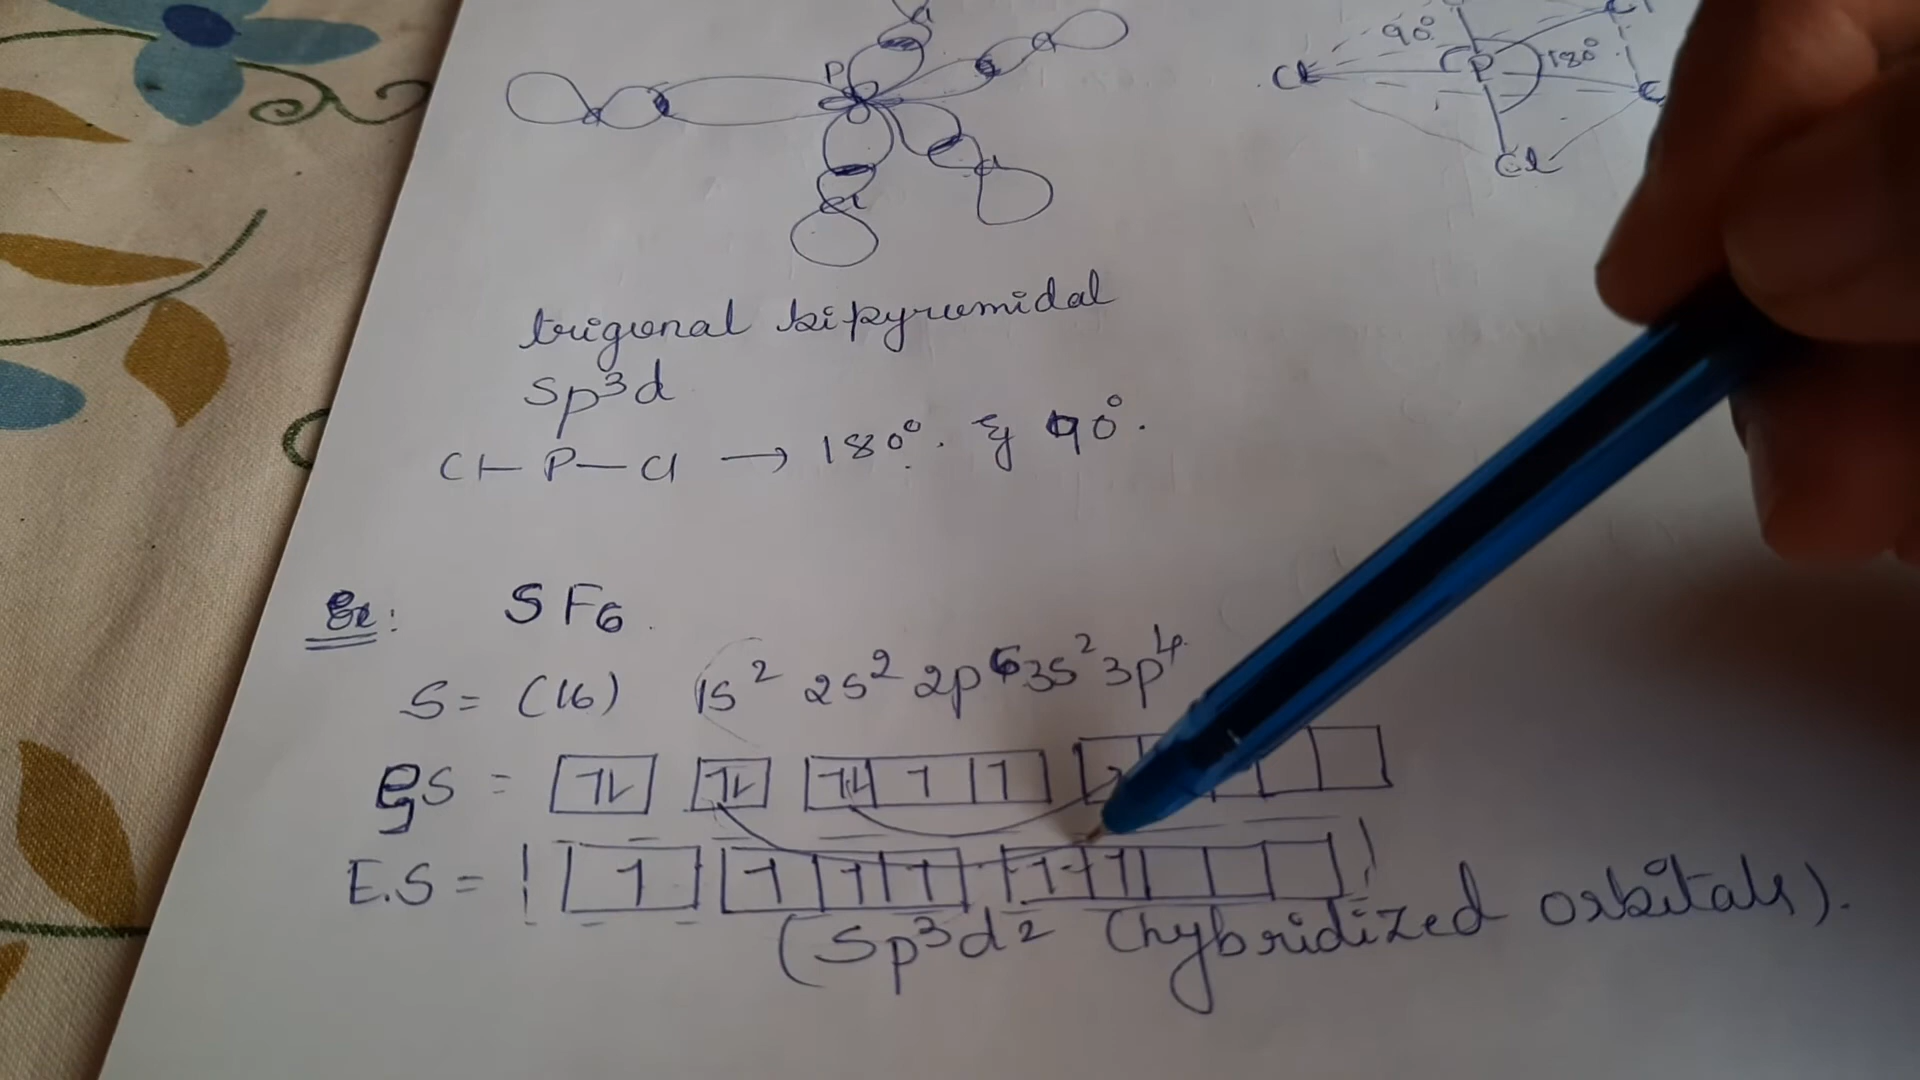 P
90°
180°
Cl
P
Cl
trigonal bipyramidal
Sp³d
Cl — P — Cl → 180°. & 90°.
Ex: SF₆.
S = (16) 1s² 2s² 2p⁶ 3s² 3p⁴
gS =
E.S =
(Sp³d² (hybridized orbitals).